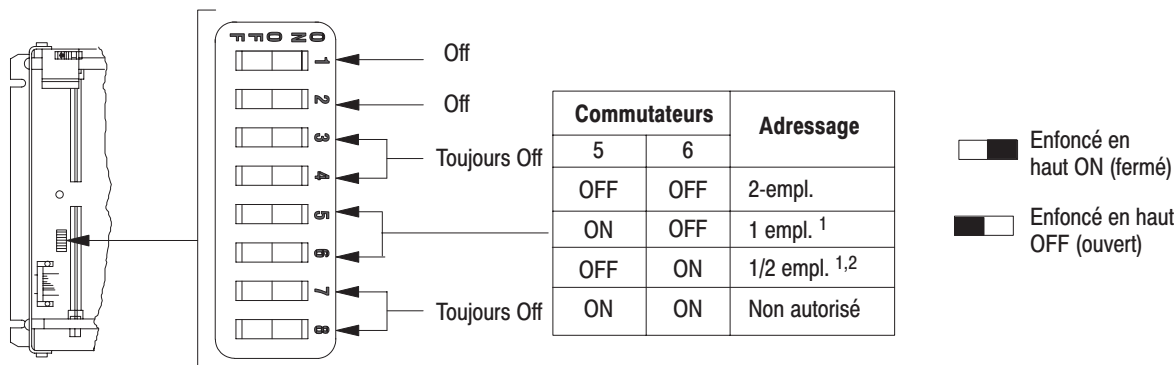 ON OFF
1
2
3
4
5
6
7
8
Off
Off
Toujours Off
Toujours Off
Commutateurs Adressage
5 6
OFF OFF 2-empl.
ON OFF 1 empl. 1
OFF ON 1/2 empl. 1,2
ON ON Non autorisé
Enfoncé en
haut ON (fermé)
Enfoncé en haut
OFF (ouvert)